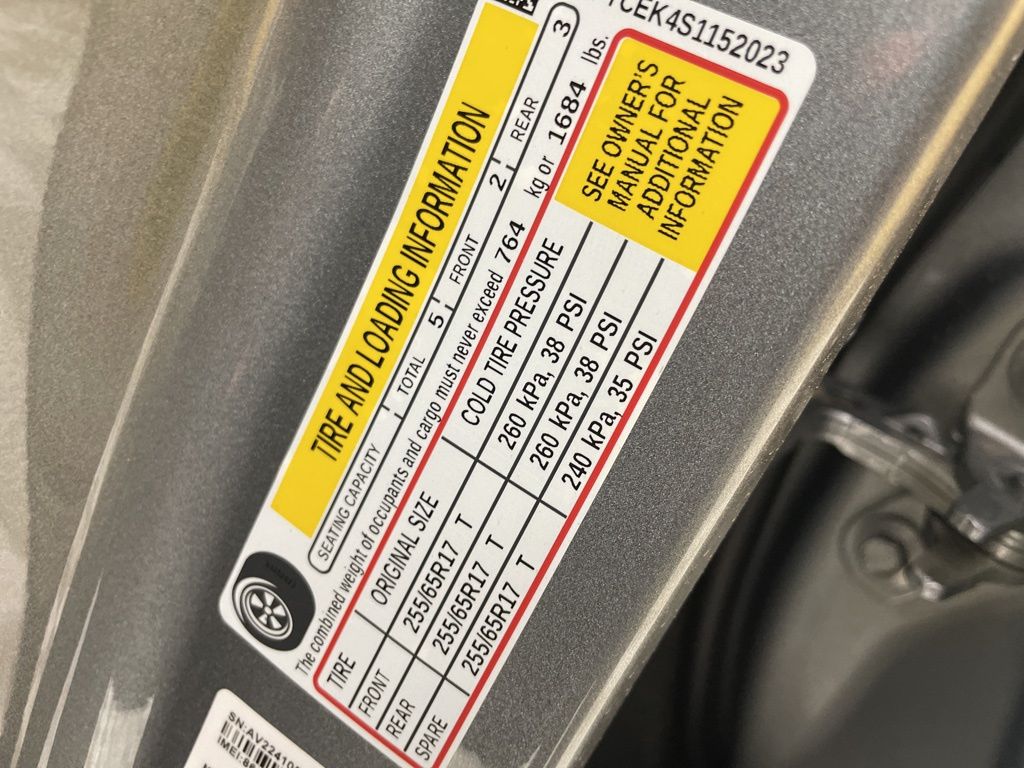 CEK4S1152023
TIRE AND LOADING INFORMATION
SEATING CAPACITY TOTAL 5 FRONT 2 REAR 3
The combined weight of occupants and cargo must never exceed 764 kg or 1684 lbs.
TIRE ORIGINAL SIZE COLD TIRE PRESSURE
FRONT 255/65R17 T 260 KPa, 38 PSI
REAR 255/65R17 T 260 KPa, 38 PSI
SPARE 255/65R17 T 240 kPa, 35 PSI
SEE OWNER'S
MANUAL FOR
ADDITIONAL
INFORMATION